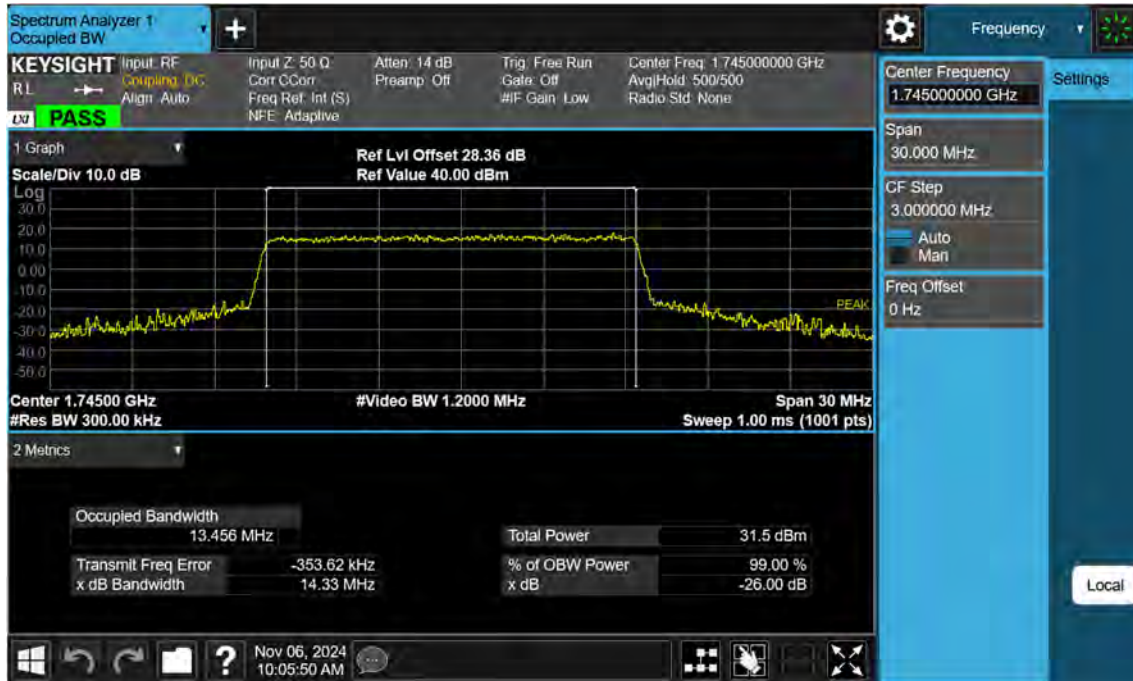 Spectrum Analyzer 1
Occupied BW
+
Frequency
KEYSIGHT
RL
LXI PASS
Input: RF
Coupling: DC
Align: Auto
Input Z: 50 Ω
Corr CCorr
Freq Ref: Int (S)
NFE: Adaptive
Atten: 14 dB
Preamp: Off
Trig: Free Run
Gate: Off
#IF Gain: Low
Center Freq: 1.745000000 GHz
Avg|Hold: 500/500
Radio Std: None
1 Graph
Scale/Div 10.0 dB
Ref Lvl Offset 28.36 dB
Ref Value 40.00 dBm
Log
30.0
20.0
10.0
0.00
-10.0
-20.0
-30.0
-40.0
-50.0
PEAK
Center 1.74500 GHz
#Res BW 300.00 kHz
#Video BW 1.2000 MHz
Span 30 MHz
Sweep 1.00 ms (1001 pts)
2 Metrics
Occupied Bandwidth
13.456 MHz
Transmit Freq Error -353.62 kHz
x dB Bandwidth 14.33 MHz
Total Power 31.5 dBm
% of OBW Power 99.00 %
x dB -26.00 dB
Center Frequency
1.745000000 GHz
Span
30.000 MHz
CF Step
3.000000 MHz
Auto
Man
Freq Offset
0 Hz
Settings
Local
?
Nov 06, 2024
10:05:50 AM